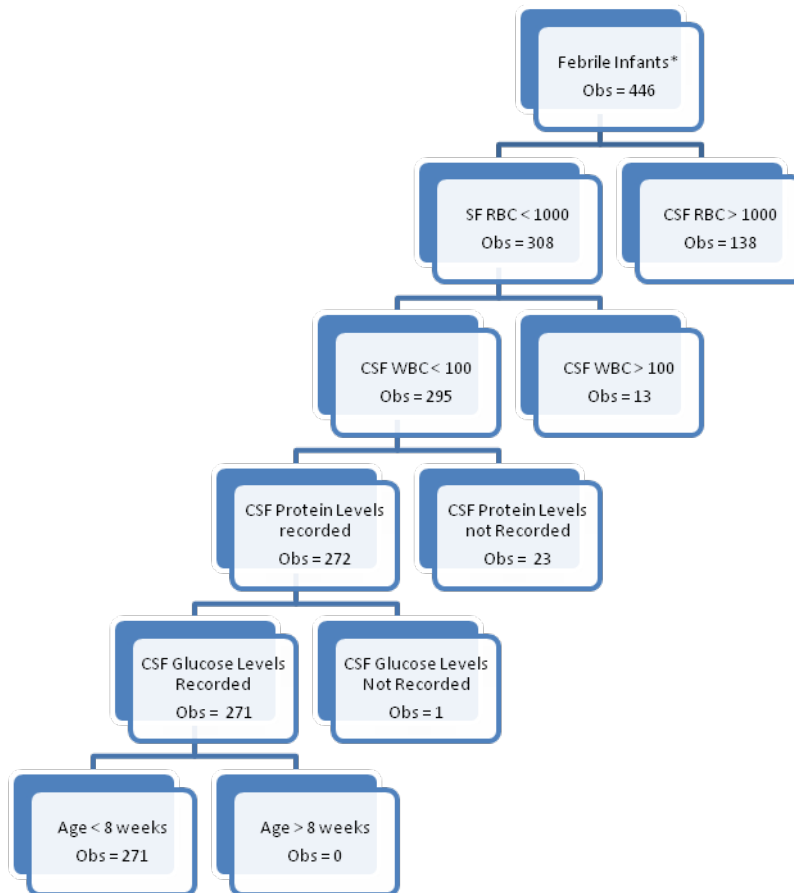 Febrile Infants*
Obs = 446
SF RBC < 1000
Obs = 308
CSF RBC > 1000
Obs = 138
CSF WBC < 100
Obs = 295
CSF WBC > 100
Obs = 13
CSF Protein Levels
recorded
Obs = 272
CSF Protein Levels
not Recorded
Obs = 23
CSF Glucose Levels
Recorded
Obs = 271
CSF Glucose Levels
Not Recorded
Obs = 1
Age < 8 weeks
Obs = 271
Age > 8 weeks
Obs = 0